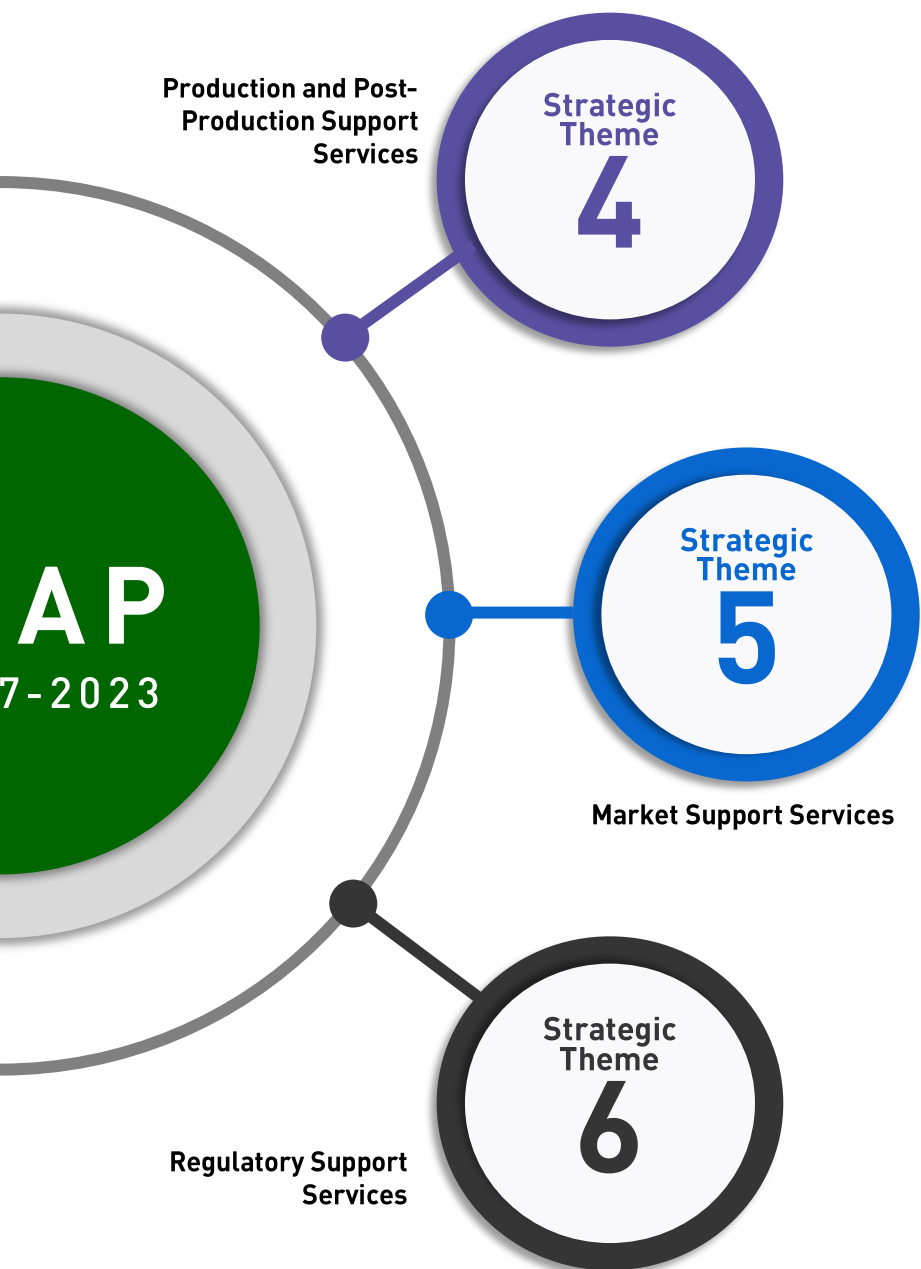 Production and Post-
Production Support
Services
Strategic
Theme
4
AP
7-2023
Strategic
Theme
5
Market Support Services
Strategic
Theme
6
Regulatory Support
Services